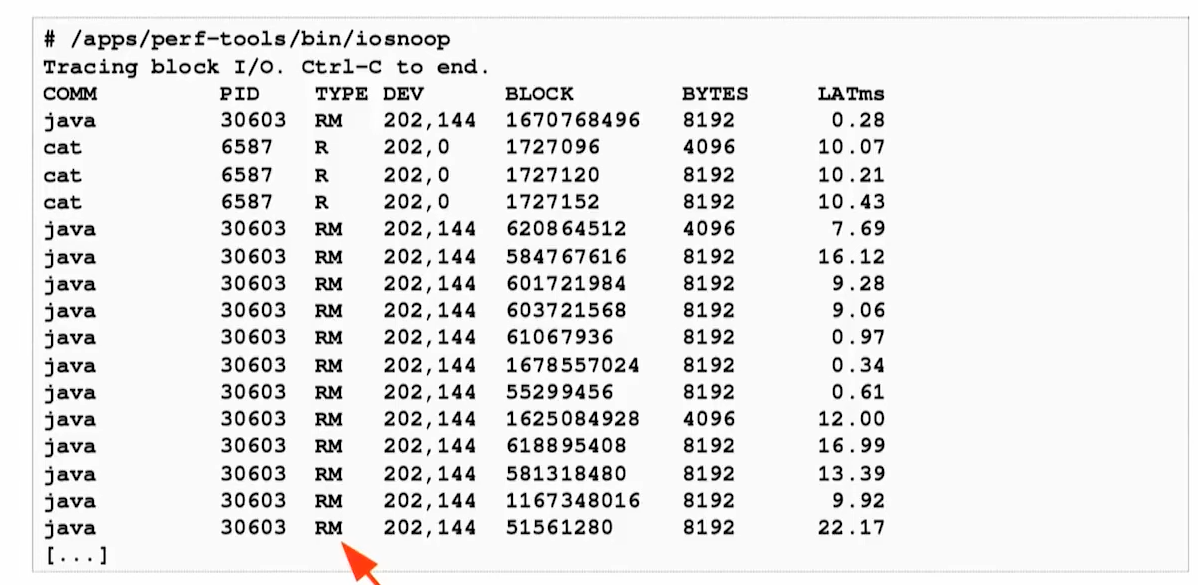 # /apps/perf-tools/bin/iosnoop
Tracing block I/O. Ctrl-C to end.
COMM PID TYPE DEV BLOCK BYTES LATms
java 30603 RM 202,144 1670768496 8192 0.28
cat 6587 R 202,0 1727096 4096 10.07
cat 6587 R 202,0 1727120 8192 10.21
cat 6587 R 202,0 1727152 8192 10.43
java 30603 RM 202,144 620864512 4096 7.69
java 30603 RM 202,144 584767616 8192 16.12
java 30603 RM 202,144 601721984 8192 9.28
java 30603 RM 202,144 603721568 8192 9.06
java 30603 RM 202,144 61067936 8192 0.97
java 30603 RM 202,144 1678557024 8192 0.34
java 30603 RM 202,144 55299456 8192 0.61
java 30603 RM 202,144 1625084928 4096 12.00
java 30603 RM 202,144 618895408 8192 16.99
java 30603 RM 202,144 581318480 8192 13.39
java 30603 RM 202,144 1167348016 8192 9.92
java 30603 RM 202,144 51561280 8192 22.17
[...]